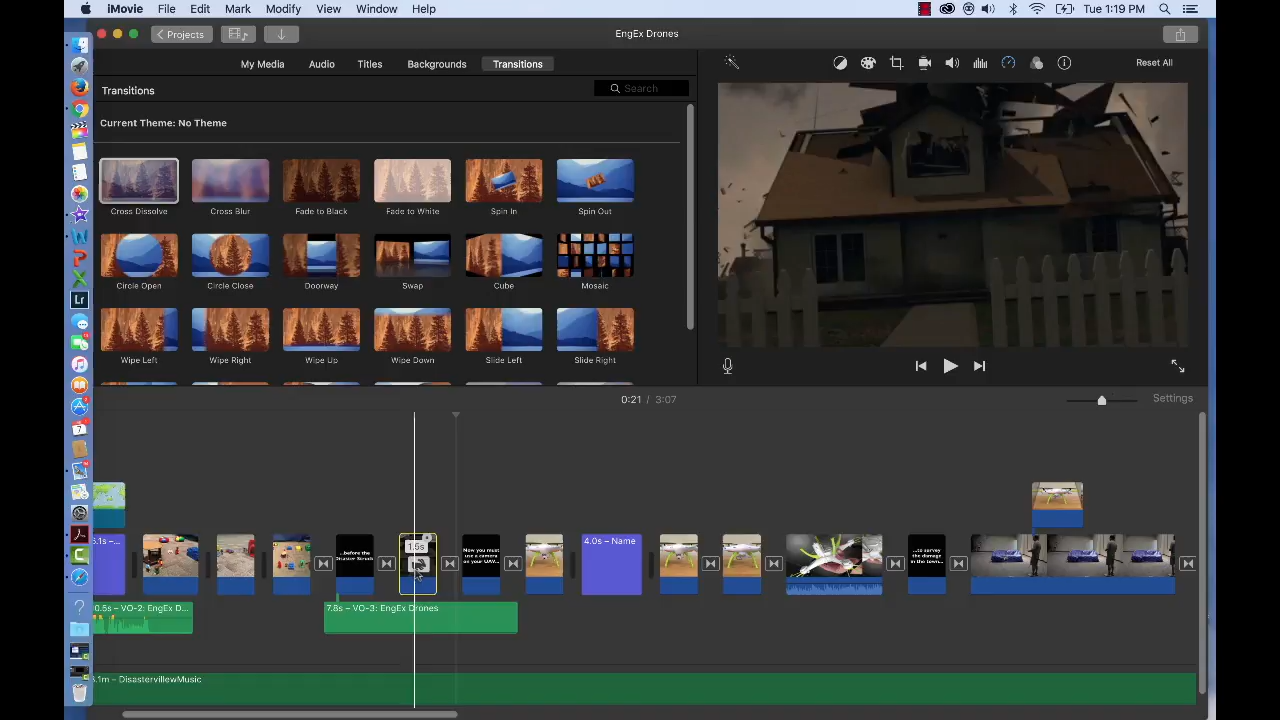 iMovie File Edit Mark Modify View Window Help
Tue 1:19 PM
Projects
EngEx Drones
My Media Audio Titles Backgrounds Transitions
Reset All
Transitions
Search
Current Theme: No Theme
Cross Dissolve Cross Blur Fade to Black Fade to White Spin In Spin Out
Circle Open Circle Close Doorway Swap Cube Mosaic
Wipe Left Wipe Right Wipe Up Wipe Down Slide Left Slide Right
0:21 / 3:07
Settings
.1s –
...before the
Disaster Struck
1.5s
Now you must
use a camera
on your UAV...
4.0s – Name
...to survey the
damage in the
town...
0.5s – VO-2: EngEx D...
7.8s – VO-3: EngEx Drones
.1m – DisastervillewMusic
Lr